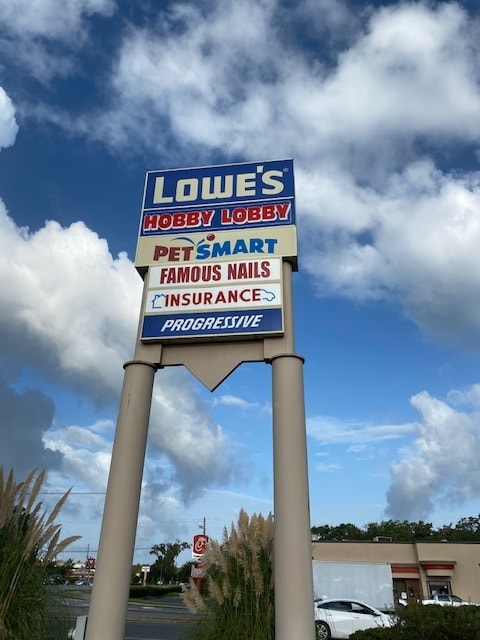 LOWE'S
HOBBY LOBBY
PETSMART
FAMOUS NAILS
INSURANCE
PROGRESSIVE